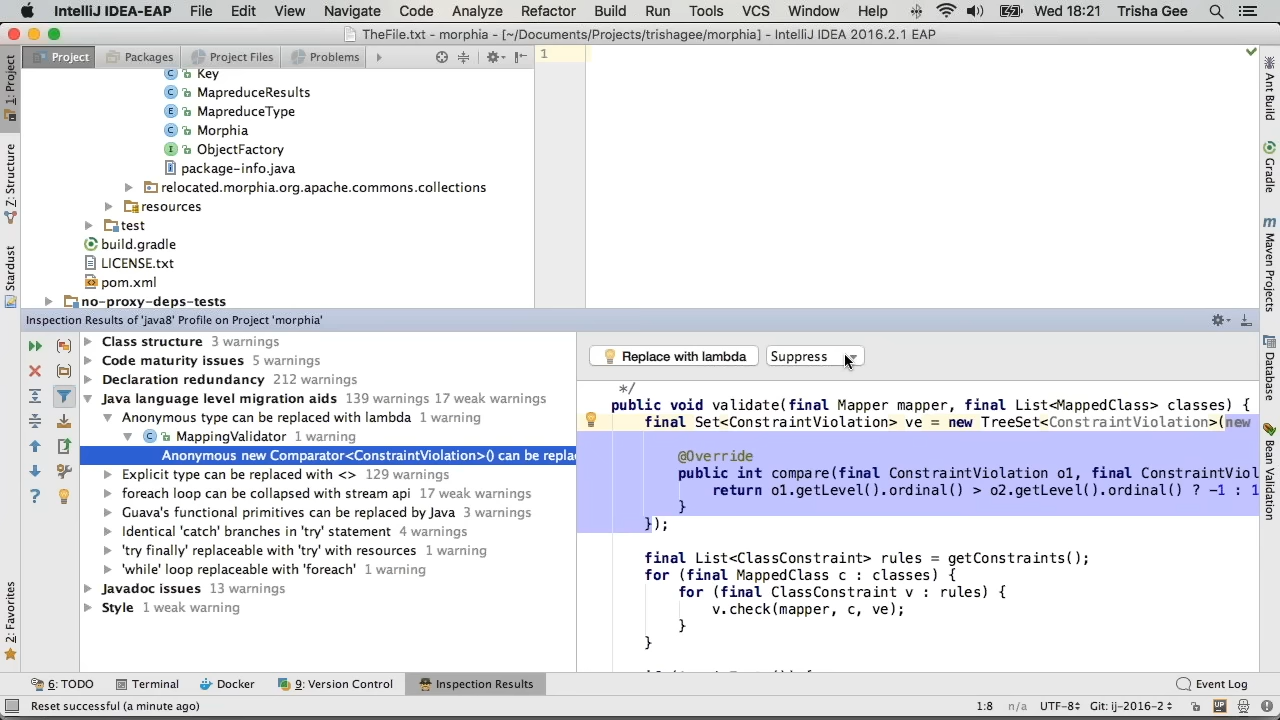 IntelliJ IDEA-EAP File Edit View Navigate Code Analyze Refactor Build Run Tools VCS Window Help Wed 18:21 Trisha Gee
TheFile.txt - morphia - [~/Documents/Projects/trishagee/morphia] - IntelliJ IDEA 2016.2.1 EAP
Project Packages Project Files Problems
1
1: Project
Z: Structure
Stardust
2: Favorites
Key
MapreduceResults
MapreduceType
Morphia
ObjectFactory
package-info.java
relocated.morphia.org.apache.commons.collections
resources
test
build.gradle
LICENSE.txt
pom.xml
no-proxy-deps-tests
Ant Build
Gradle
Maven Projects
Database
Bean Validation
Inspection Results of 'java8' Profile on Project 'morphia'
Class structure 3 warnings
Code maturity issues 5 warnings
Declaration redundancy 212 warnings
Java language level migration aids 139 warnings 17 weak warnings
Anonymous type can be replaced with lambda 1 warning
MappingValidator 1 warning
Anonymous new Comparator<ConstraintViolation>() can be repla
Explicit type can be replaced with <> 129 warnings
foreach loop can be collapsed with stream api 17 weak warnings
Guava's functional primitives can be replaced by Java 3 warnings
Identical 'catch' branches in 'try' statement 4 warnings
'try finally' replaceable with 'try' with resources 1 warning
'while' loop replaceable with 'foreach' 1 warning
Javadoc issues 13 warnings
Style 1 weak warning
Replace with lambda Suppress
*/
public void validate(final Mapper mapper, final List<MappedClass> classes) {
final Set<ConstraintViolation> ve = new TreeSet<ConstraintViolation>(new
@Override
public int compare(final ConstraintViolation o1, final ConstraintViol
return o1.getLevel().ordinal() > o2.getLevel().ordinal() ? -1 : 1
}
});
final List<ClassConstraint> rules = getConstraints();
for (final MappedClass c : classes) {
for (final ClassConstraint v : rules) {
v.check(mapper, c, ve);
}
}
6: TODO Terminal Docker 9: Version Control Inspection Results Event Log
Reset successful (a minute ago) 1:8 n/a UTF-8 Git: ij-2016-2